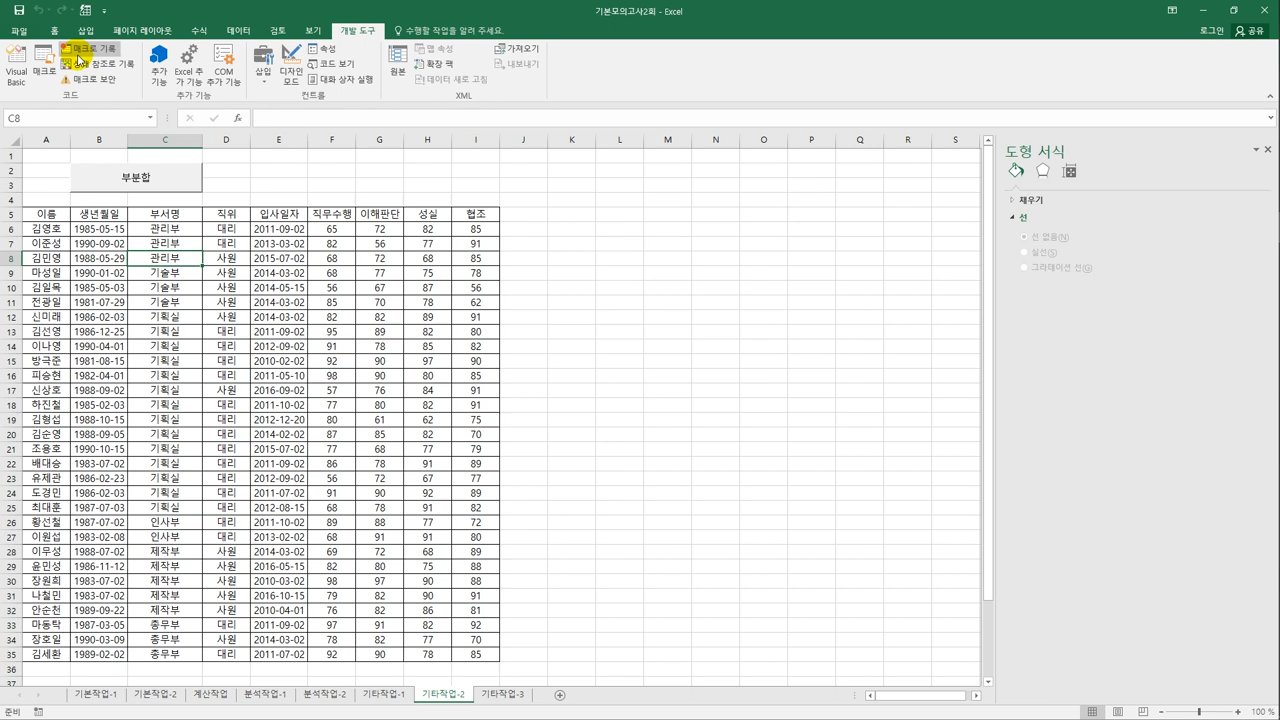 기본모의고사2회 - Excel
파일 홈 삽입 페이지 레이아웃 수식 데이터 검토 보기 개발 도구 수행할 작업을 알려 주세요. 로그인 공유
Visual Basic
매크로
매크로 기록
참조로 기록
매크로 보안
코드
추가 기능
Excel 추가 기능
COM 추가 기능
추가 기능
삽입
디자인 모드
속성
코드 보기
대화 상자 실행
컨트롤
원본
맵 속성
확장 팩
데이터 새로 고침
가져오기
내보내기
XML
C8 fx
A B C D E F G H I J K L M N O P Q R S
1
2
부분합
3
4
5 이름 생년월일 부서명 직위 입사일자 직무수행 이해판단 성실 협조
6 김영호 1985-05-15 관리부 대리 2011-09-02 65 72 82 85
7 이준성 1990-09-02 관리부 대리 2013-03-02 82 56 77 91
8 김민영 1988-05-29 관리부 사원 2015-07-02 68 72 68 85
9 마성일 1990-01-02 기술부 사원 2014-03-02 68 77 75 78
10 김일목 1985-05-03 기술부 사원 2014-05-15 56 67 87 56
11 전광일 1981-07-29 기술부 사원 2014-03-02 85 70 78 62
12 신미래 1986-02-03 기획실 사원 2014-03-02 82 82 89 91
13 김선영 1986-12-25 기획실 대리 2011-09-02 95 89 82 80
14 이나영 1990-04-01 기획실 대리 2012-09-02 91 78 85 82
15 방극준 1981-08-15 기획실 사원 2010-02-02 92 90 97 90
16 피승현 1982-04-01 기획실 대리 2011-05-10 98 90 80 85
17 신상호 1988-09-02 기획실 사원 2016-09-02 57 76 84 91
18 하진철 1985-02-03 기획실 대리 2011-10-02 77 80 82 91
19 김형섭 1988-10-15 기획실 대리 2012-12-20 80 61 62 75
20 김순영 1988-09-05 기획실 대리 2014-02-02 87 85 82 70
21 조용호 1990-10-15 기획실 대리 2015-07-02 77 68 77 79
22 배대승 1983-07-02 기획실 대리 2011-09-02 86 78 91 89
23 유제관 1986-02-23 기획실 대리 2012-09-02 56 72 67 77
24 도경민 1986-02-03 기획실 대리 2011-07-02 91 90 92 89
25 최대훈 1987-07-03 기획실 대리 2012-08-15 68 78 91 82
26 황선철 1987-07-02 인사부 대리 2011-10-02 89 88 77 72
27 이원섭 1983-02-08 인사부 대리 2013-02-02 68 91 91 80
28 이무성 1988-07-02 제작부 사원 2014-03-02 69 72 68 89
29 윤민성 1986-11-12 제작부 사원 2016-05-15 82 80 75 88
30 장원희 1983-07-02 제작부 사원 2010-03-02 98 97 90 88
31 나철민 1983-07-02 제작부 사원 2016-10-15 79 82 90 91
32 안순천 1989-09-22 제작부 사원 2010-04-01 76 82 86 81
33 마동탁 1987-03-05 총무부 대리 2011-09-02 97 91 82 92
34 장호일 1990-03-09 총무부 사원 2014-03-02 78 82 77 70
35 김세환 1989-02-02 총무부 대리 2011-07-02 92 90 78 85
36
37
도형 서식
채우기
선
선 없음(N)
실선(S)
그라데이션 선(G)
기본작업-1 기본작업-2 계산작업 분석작업-1 분석작업-2 기타작업-1 기타작업-2 기타작업-3
준비 100 %